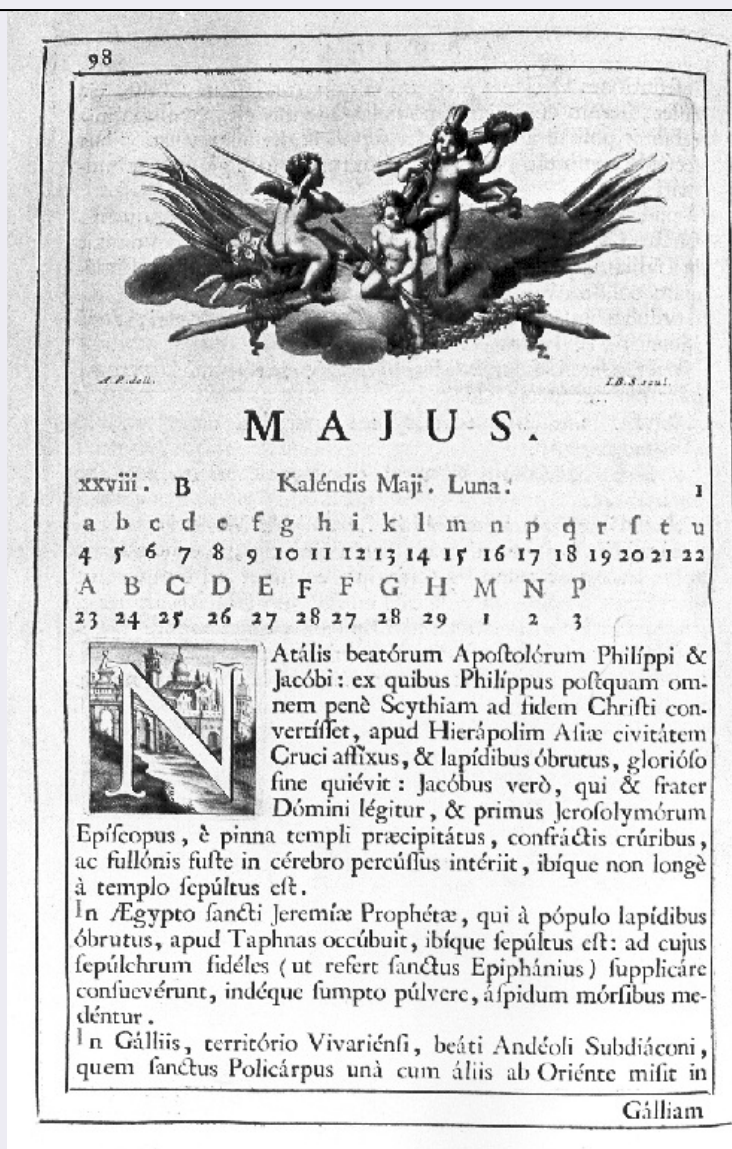 98
A.P. deli.
I.B.S. scul.
MAJUS.
xxviii. B Kaléndis Maji. Luna. 1
a b c d e f g h i k l m n p q r ſ t u
4 5 6 7 8 9 10 11 12 13 14 15 16 17 18 19 20 21 22
A B C D E F F G H M N P
23 24 25 26 27 28 27 28 29 1 2 3
NAtális beatórum Apoſtolórum Philíppi &
Jacóbi: ex quibus Philíppus poſtquam om-
nem penè Scythiam ad fidem Chriſti con-
vertíſſet, apud Hierápolim Aſiæ civitátem
Cruci affixus, & lapídibus óbrutus, glorióſo
fine quiévit: Jacóbus verò, qui & frater
Dómini légitur, & primus Jeroſolymórum
Epíſcopus, è pinna templi præcipitátus, confráctis crúribus,
ac fullónis fuſte in cérebro percúſſus intériit, ibíque non longè
à templo ſepúltus eſt.
In Ægypto ſancti Jeremíæ Prophétæ, qui à pópulo lapídibus
óbrutus, apud Taphnas occúbuit, ibíque ſepúltus eſt: ad cujus
ſepúlchrum fidéles (ut refert ſanctus Epiphánius) ſupplicáre
conſuevérunt, indéque ſumpto púlvere, áſpidum mórſibus me-
déntur.
In Gálliis, território Vivariénſi, beáti Andéoli Subdiáconi,
quem ſanctus Policárpus unà cum áliis ab Oriénte miſit in
Gálliam